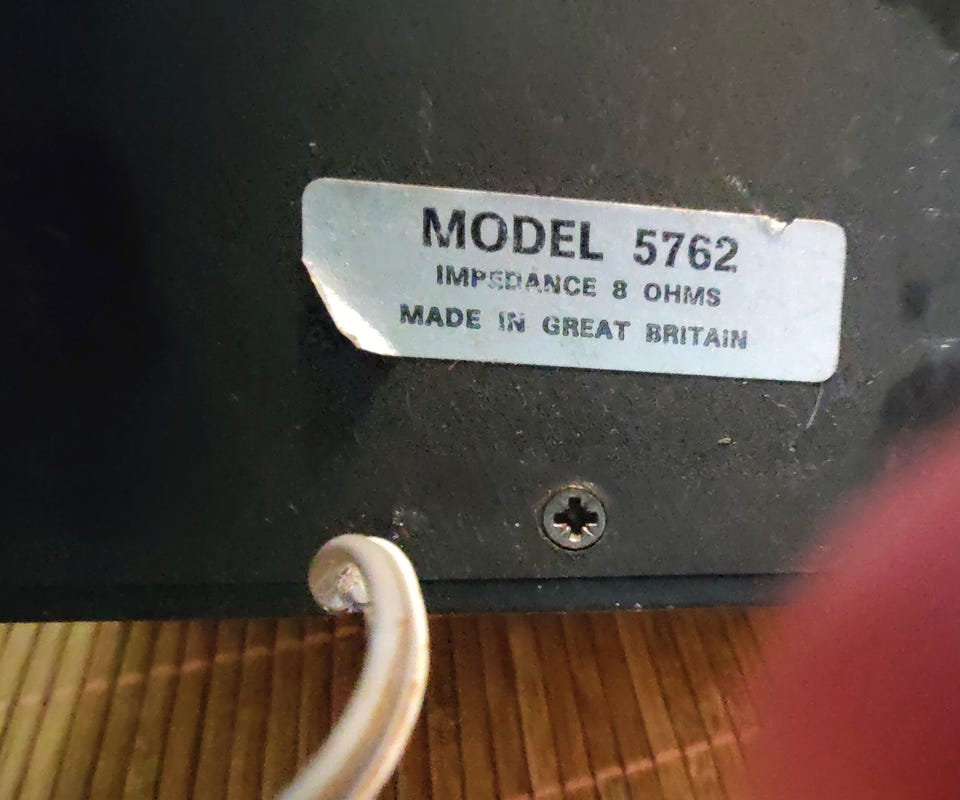 MODEL 5762
IMPEDANCE 8 OHMS
MADE IN GREAT BRITAIN